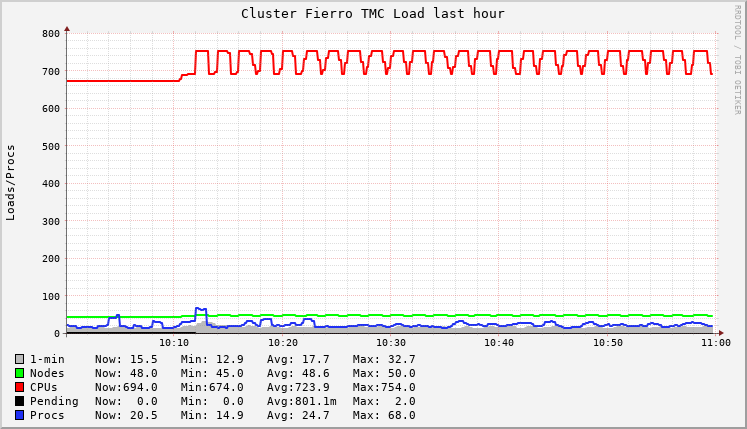 Cluster Fierro TMC Load last hour
RRDTOOL / TOBI OETIKER
Loads/Procs
800
700
600
500
400
300
200
100
0
10:10 10:20 10:30 10:40 10:50 11:00
1-min Now: 15.5 Min: 12.9 Avg: 17.7 Max: 32.7
Nodes Now: 48.0 Min: 45.0 Avg: 48.6 Max: 50.0
CPUs Now:694.0 Min:674.0 Avg:723.9 Max:754.0
Pending Now: 0.0 Min: 0.0 Avg:801.1m Max: 2.0
Procs Now: 20.5 Min: 14.9 Avg: 24.7 Max: 68.0